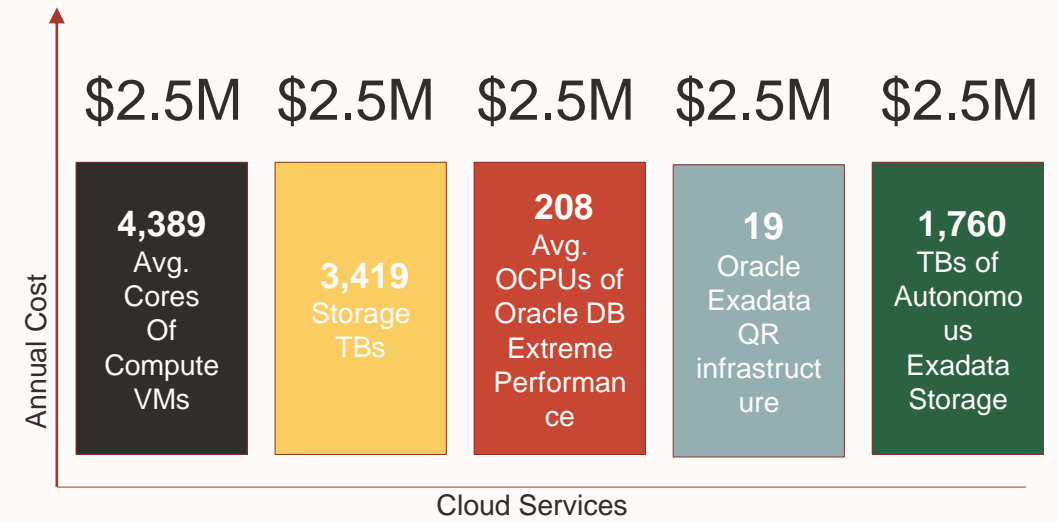 $2.5M $2.5M $2.5M $2.5M $2.5M
4,389
Avg.
Cores
Of
Compute
VMs
3,419
Storage
TBs
208
Avg.
OCPUs of
Oracle DB
Extreme
Performan
ce
19
Oracle
Exadata
QR
infrastruct
ure
1,760
TBs of
Autonomo
us
Exadata
Storage
Annual Cost
Cloud Services